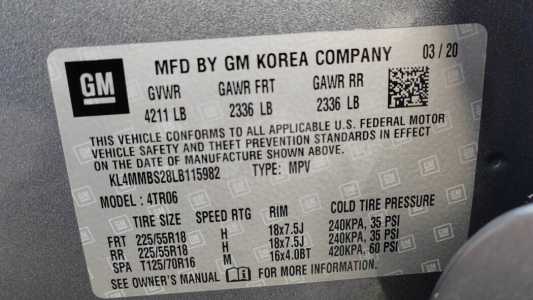 GM
MFD BY GM KOREA COMPANY 03/20
GVWR GAWR FRT GAWR RR
4211 LB 2336 LB 2336 LB
THIS VEHICLE CONFORMS TO ALL APPLICABLE U.S. FEDERAL MOTOR
VEHICLE SAFETY AND THEFT PREVENTION STANDARDS IN EFFECT
ON THE DATE OF MANUFACTURE SHOWN ABOVE.
KL4MMBS28LB115982 TYPE: MPV
MODEL: 4TR06
TIRE SIZE SPEED RTG RIM COLD TIRE PRESSURE
FRT 225/55R18 H 18x7.5J 240KPA, 35 PSI
RR 225/55R18 H 18x7.5J 240KPA, 35 PSI
SPA T125/70R16 M 16x4.0BT 420KPA, 60 PSI
SEE OWNER'S MANUAL FOR MORE INFORMATION.